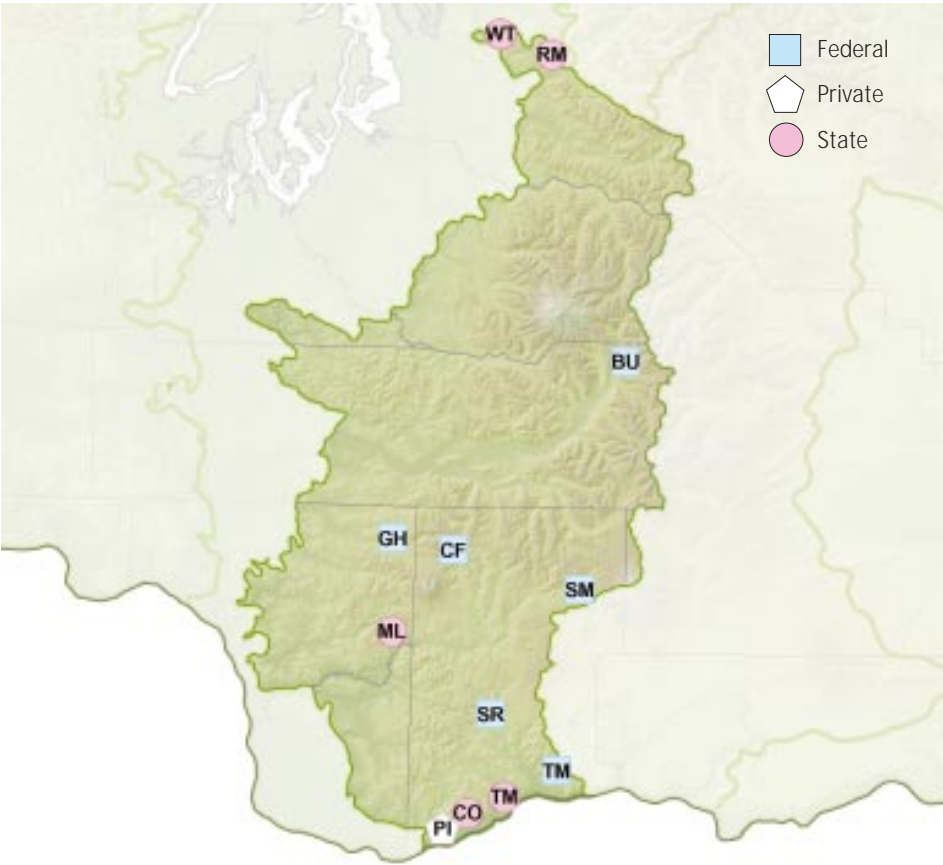 WT
RM
Federal
Private
State
BU
GH
CF
SM
ML
SR
TM
TM
CO
PI